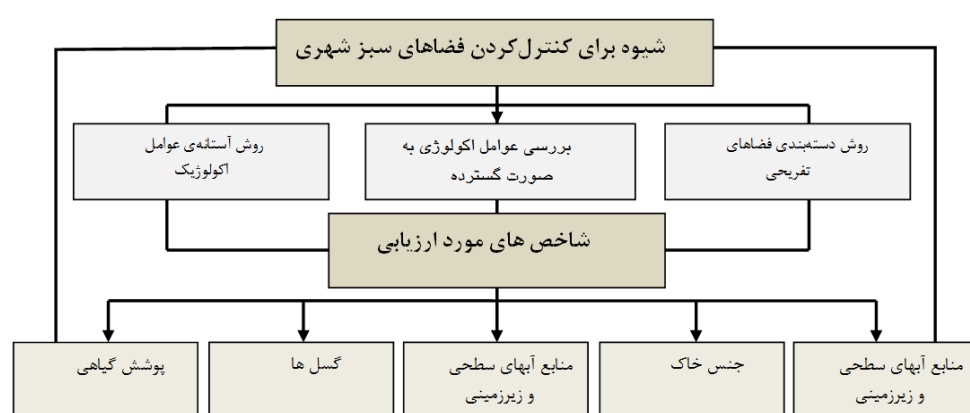 شیوه برای کنترل‌کردن فضاهای سبز شهری
روش دسته‌بندی فضاهای
تفریحی
بررسی عوامل اکولوژی به
صورت گسترده
روش آستانه‌ی عوامل
اکولوژیک
شاخص های مورد ارزیابی
منابع آبهای سطحی
و زیرزمینی
جنس خاک
منابع آبهای سطحی
و زیرزمینی
گسل ها
پوشش گیاهی